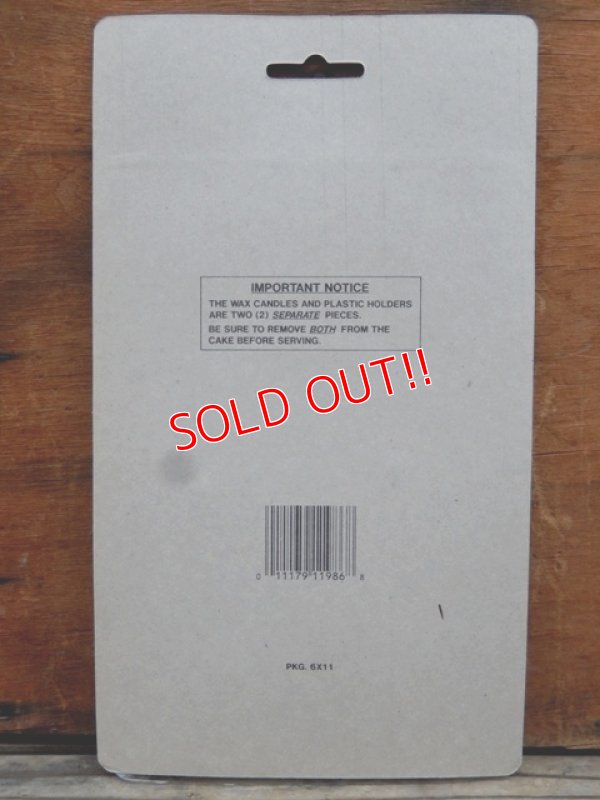 IMPORTANT NOTICE
THE WAX CANDLES AND PLASTIC HOLDERS
ARE TWO (2) SEPARATE PIECES.
BE SURE TO REMOVE BOTH FROM THE
CAKE BEFORE SERVING.
SOLD OUT!!
0 11179 11986 8
PKG. 6X11